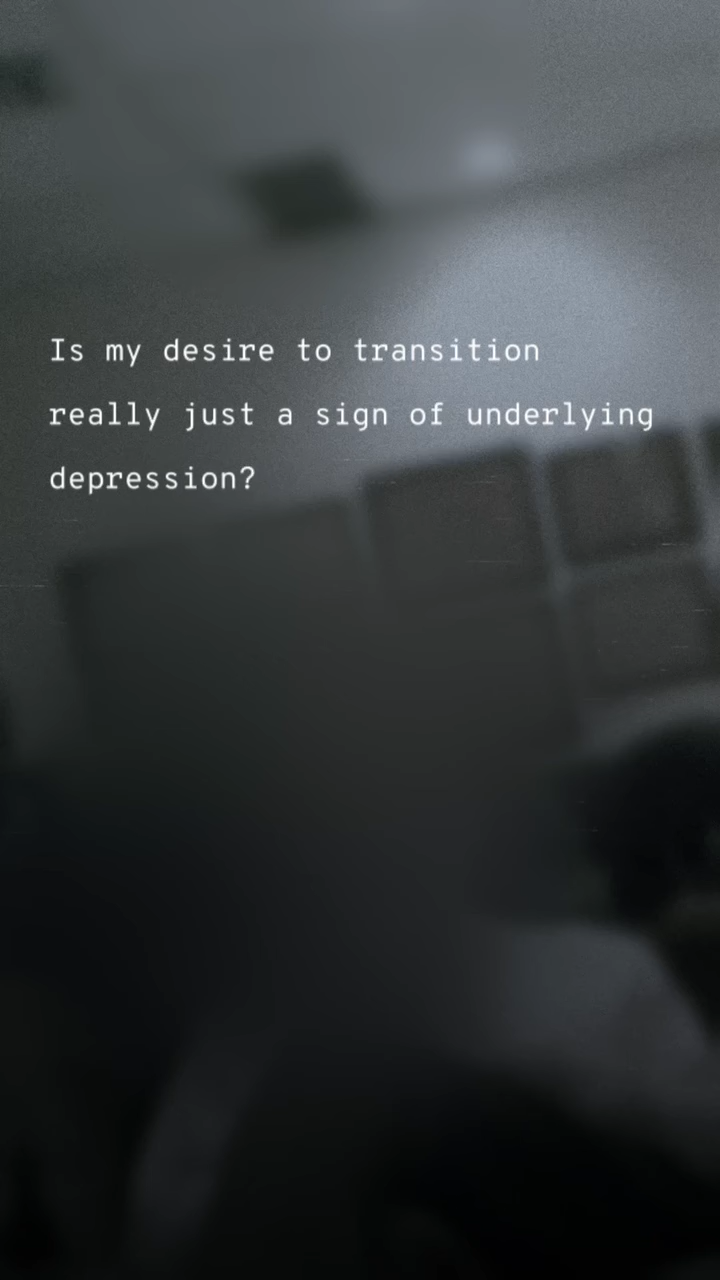 Is my desire to transition
really just a sign of underlying
depression?